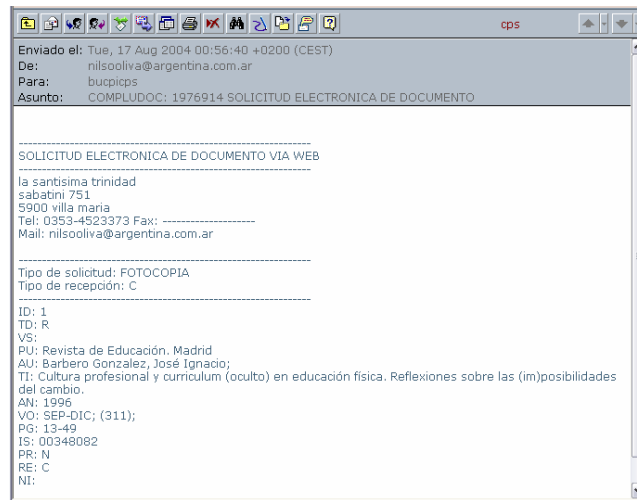 cps
Enviado el: Tue, 17 Aug 2004 00:56:40 +0200 (CEST)
De: nilsooliva@argentina.com.ar
Para: bucpicps
Asunto: COMPLUDOC: 1976914 SOLICITUD ELECTRONICA DE DOCUMENTO
---------------------------------------------------------------
SOLICITUD ELECTRONICA DE DOCUMENTO VIA WEB
---------------------------------------------------------------
la santisima trinidad
sabatini 751
5900 villa maria
Tel: 0353-4523373 Fax: --------------------
Mail: nilsooliva@argentina.com.ar
---------------------------------------------------------------
Tipo de solicitud: FOTOCOPIA
Tipo de recepción: C
---------------------------------------------------------------
ID: 1
TD: R
VS:
PU: Revista de Educación. Madrid
AU: Barbero Gonzalez, José Ignacio;
TI: Cultura profesional y curriculum (oculto) en educación física. Reflexiones sobre las (im)posibilidades
del cambio.
AN: 1996
VO: SEP-DIC; (311);
PG: 13-49
IS: 00348082
PR: N
RE: C
NI: